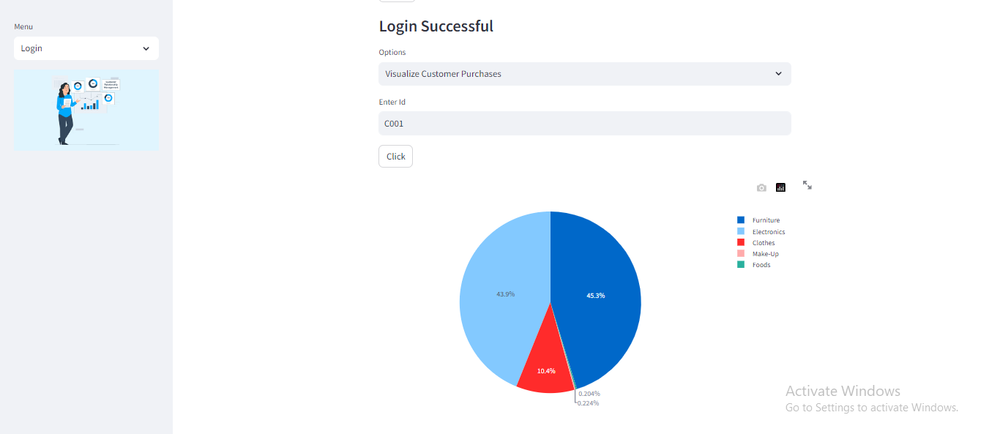 Menu
Login
Customer
Relationship
Management
Login Successful
Options
Visualize Customer Purchases
Enter Id
C001
Click
Furniture
Electronics
Clothes
Make-Up
Foods
43.9%
45.3%
10.4%
0.204%
0.224%
Activate Windows
Go to Settings to activate Windows.